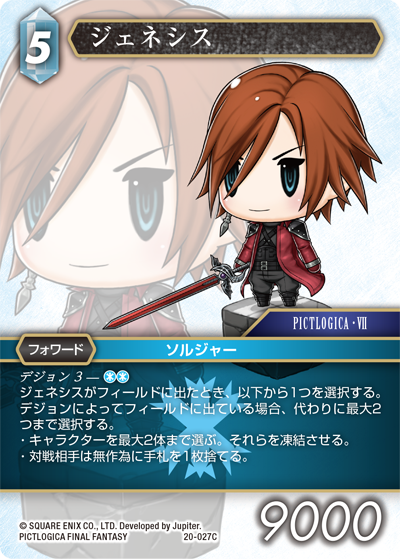 5
ジェネシス
PICTLOGICA・VII
フォワード
ソルジャー
デジョン 3 ― 氷氷
ジェネシスがフィールドに出たとき、以下から1つを選択する。
デジョンによってフィールドに出ている場合、代わりに最大2
つまで選択する。
・キャラクターを最大2体まで選ぶ。それらを凍結させる。
・対戦相手は無作為に手札を1枚捨てる。
© SQUARE ENIX CO., LTD. Developed by Jupiter.
PICTLOGICA FINAL FANTASY
20-027C
9000